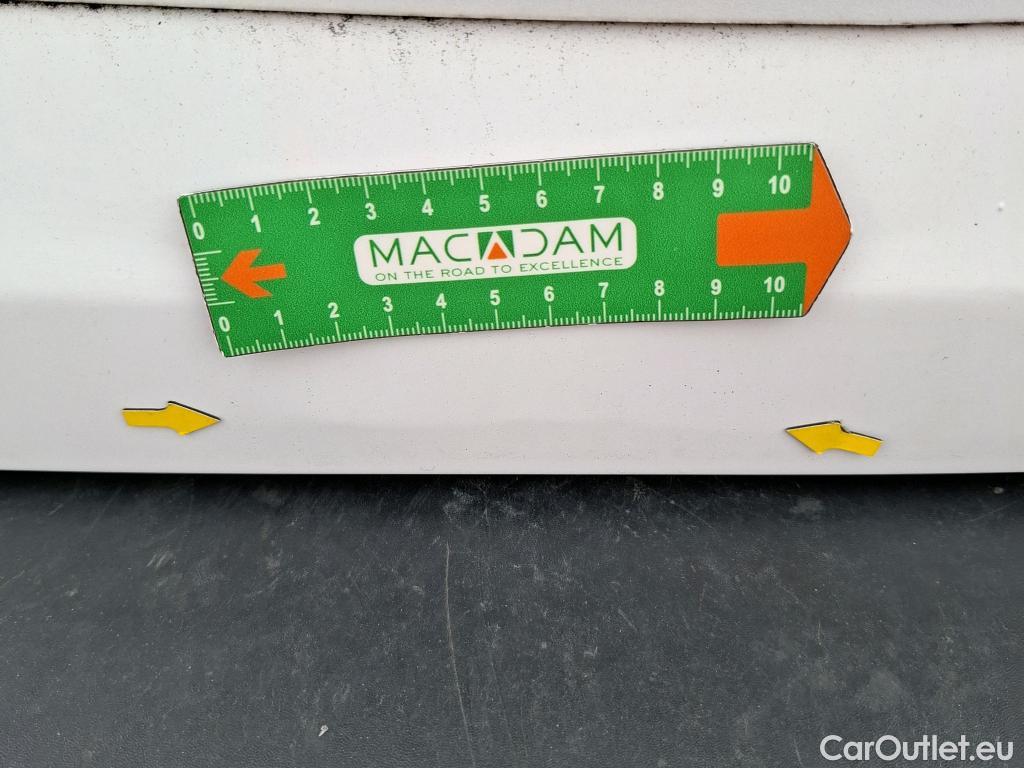 0 1 2 3 4 5 6 7 8 9 10
MACADAM
ON THE ROAD TO EXCELLENCE
0 1 2 3 4 5 6 7 8 9 10
CarOutlet.eu